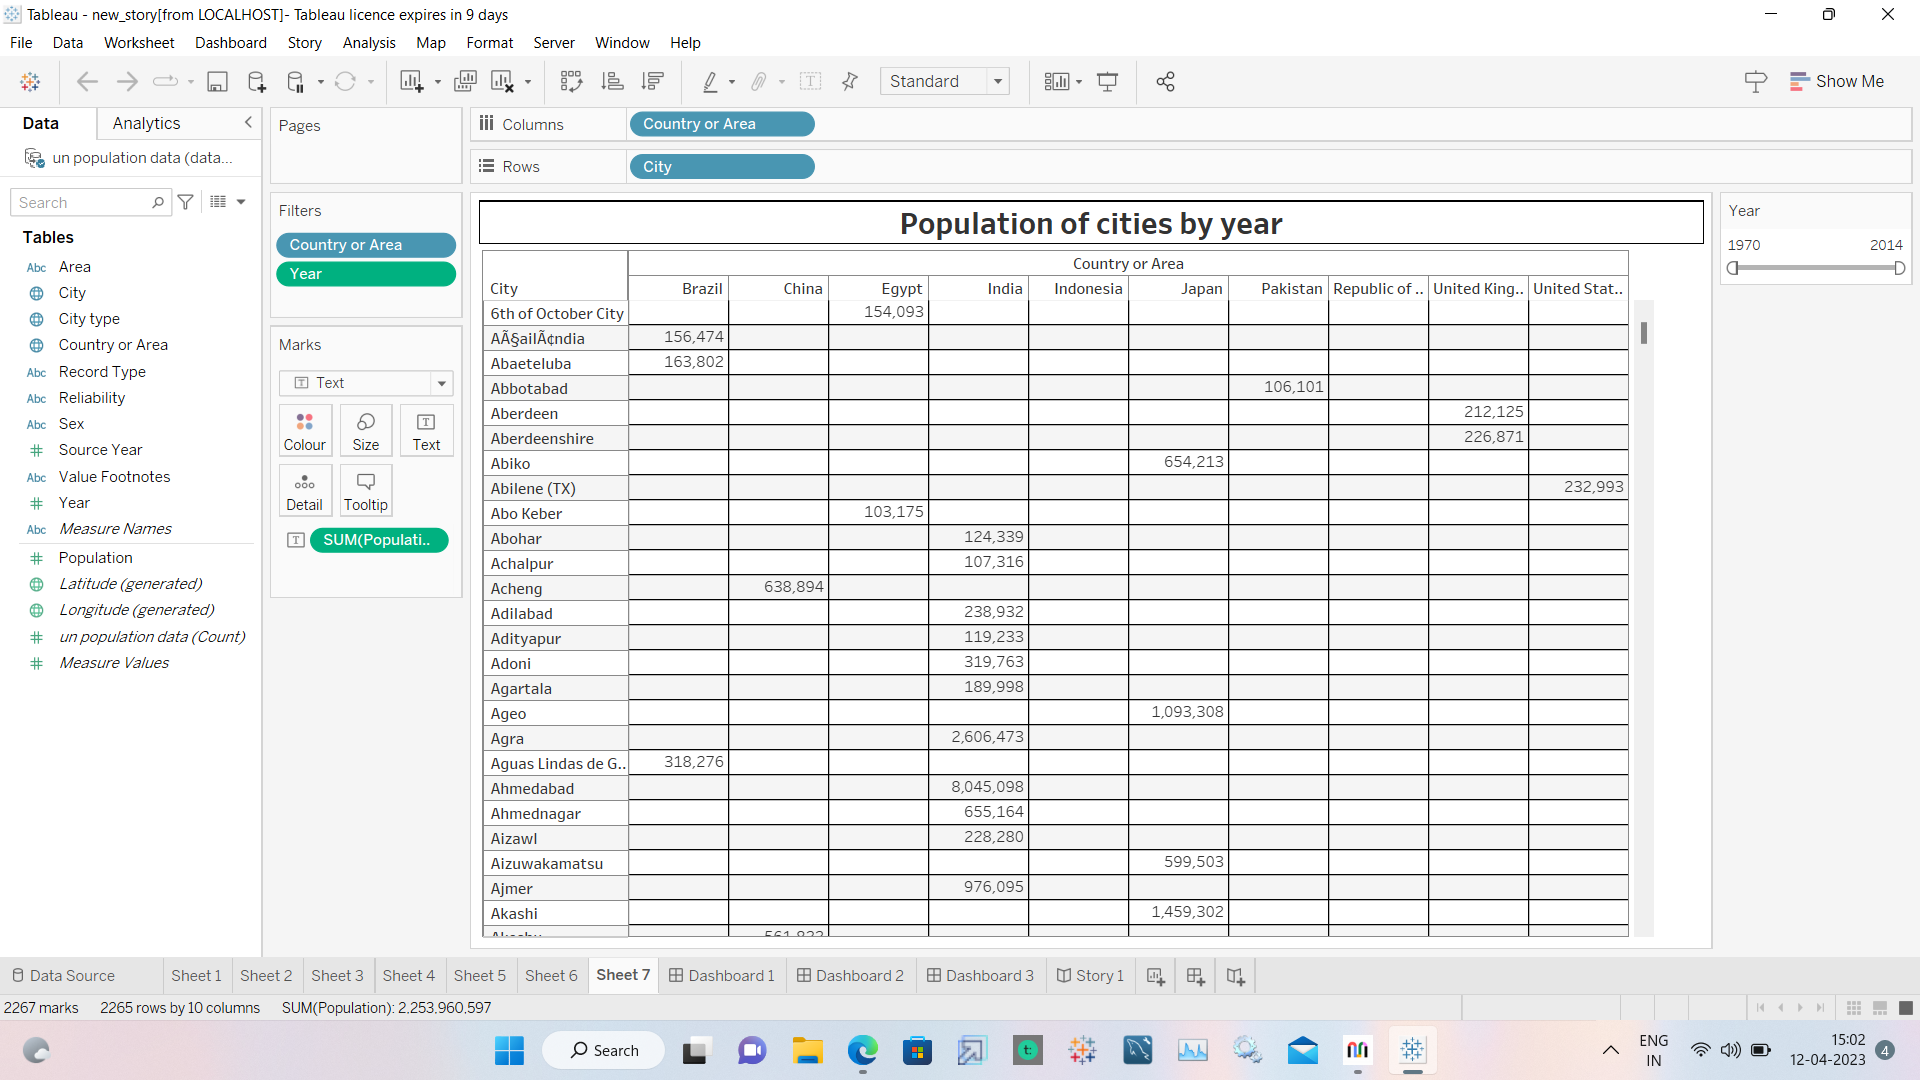 Tableau - new_story[from LOCALHOST]- Tableau licence expires in 9 days
File Data Worksheet Dashboard Story Analysis Map Format Server Window Help
Standard
Show Me
Data Analytics
un population data (data...
Search
Tables
Abc Area
City
City type
Country or Area
Abc Record Type
Abc Reliability
Abc Sex
Source Year
Abc Value Footnotes
Year
Abc Measure Names
Population
Latitude (generated)
Longitude (generated)
un population data (Count)
Measure Values
Pages
Filters
Country or Area
Year
Marks
Text
Colour Size Text
Detail Tooltip
SUM(Populati..
Columns Country or Area
Rows City
Population of cities by year
Country or Area
City Brazil China Egypt India Indonesia Japan Pakistan Republic of .. United King.. United Stat..
6th of October City 154,093
AÃ§ailÃ¢ndia 156,474
Abaeteluba 163,802
Abbotabad 106,101
Aberdeen 212,125
Aberdeenshire 226,871
Abiko 654,213
Abilene (TX) 232,993
Abo Keber 103,175
Abohar 124,339
Achalpur 107,316
Acheng 638,894
Adilabad 238,932
Adityapur 119,233
Adoni 319,763
Agartala 189,998
Ageo 1,093,308
Agra 2,606,473
Aguas Lindas de G.. 318,276
Ahmedabad 8,045,098
Ahmednagar 655,164
Aizawl 228,280
Aizuwakamatsu 599,503
Ajmer 976,095
Akashi 1,459,302
Year
1970 2014
Data Source Sheet 1 Sheet 2 Sheet 3 Sheet 4 Sheet 5 Sheet 6 Sheet 7 Dashboard 1 Dashboard 2 Dashboard 3 Story 1
2267 marks 2265 rows by 10 columns SUM(Population): 2,253,960,597
Search
ENG
IN
15:02
12-04-2023
4